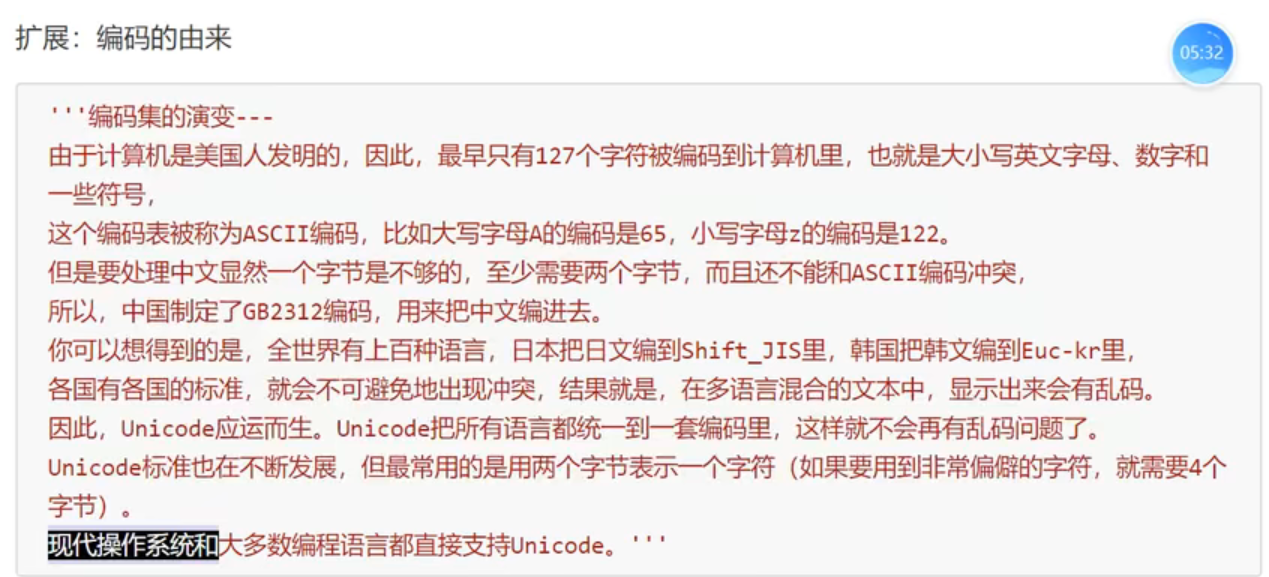 扩展：编码的由来
05:32
'''编码集的演变---
由于计算机是美国人发明的，因此，最早只有127个字符被编码到计算机里，也就是大小写英文字母、数字和
一些符号，
这个编码表被称为ASCII编码，比如大写字母A的编码是65，小写字母z的编码是122。
但是要处理中文显然一个字节是不够的，至少需要两个字节，而且还不能和ASCII编码冲突，
所以，中国制定了GB2312编码，用来把中文编进去。
你可以想得到的是，全世界有上百种语言，日本把日文编到Shift_JIS里，韩国把韩文编到Euc-kr里，
各国有各国的标准，就会不可避免地出现冲突，结果就是，在多语言混合的文本中，显示出来会有乱码。
因此，Unicode应运而生。Unicode把所有语言都统一到一套编码里，这样就不会再有乱码问题了。
Unicode标准也在不断发展，但最常用的是用两个字节表示一个字符（如果要用到非常偏僻的字符，就需要4个
字节）。
现代操作系统和大多数编程语言都直接支持Unicode。'''